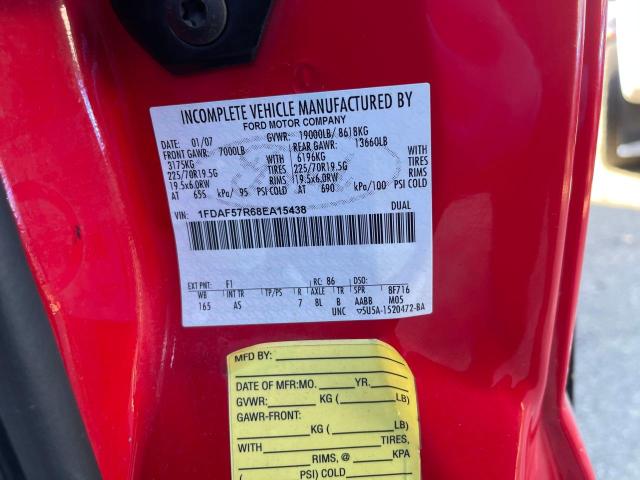 INCOMPLETE VEHICLE MANUFACTURED BY
FORD MOTOR COMPANY
DATE: 01/07 GVWR: 19000LB/ 8618KG
FRONT GAWR: 7000LB REAR GAWR: 13660LB
3175KG WITH 6196KG WITH
225/70R19.5G TIRES 225/70R19.5G TIRES
19.5x6.0RW RIMS 19.5x6.0RW RIMS
AT 655 kPa/ 95 PSI COLD AT 690 kPa/100 PSI COLD
VIN: 1FDAF57R68EA15438 DUAL
EXT PNT: F1 RC: 86 DSO:
WB INT TR TP/PS R AXLE TR SPR 8F716
165 AS 7 8L B AABB M05
UNC ▽5U5A-1520472-BA
MFD BY:
DATE OF MFR:MO. YR.
GVWR: KG ( LB)
GAWR-FRONT:
KG ( LB)
WITH TIRES,
RIMS, @ KPA
( PSI) COLD